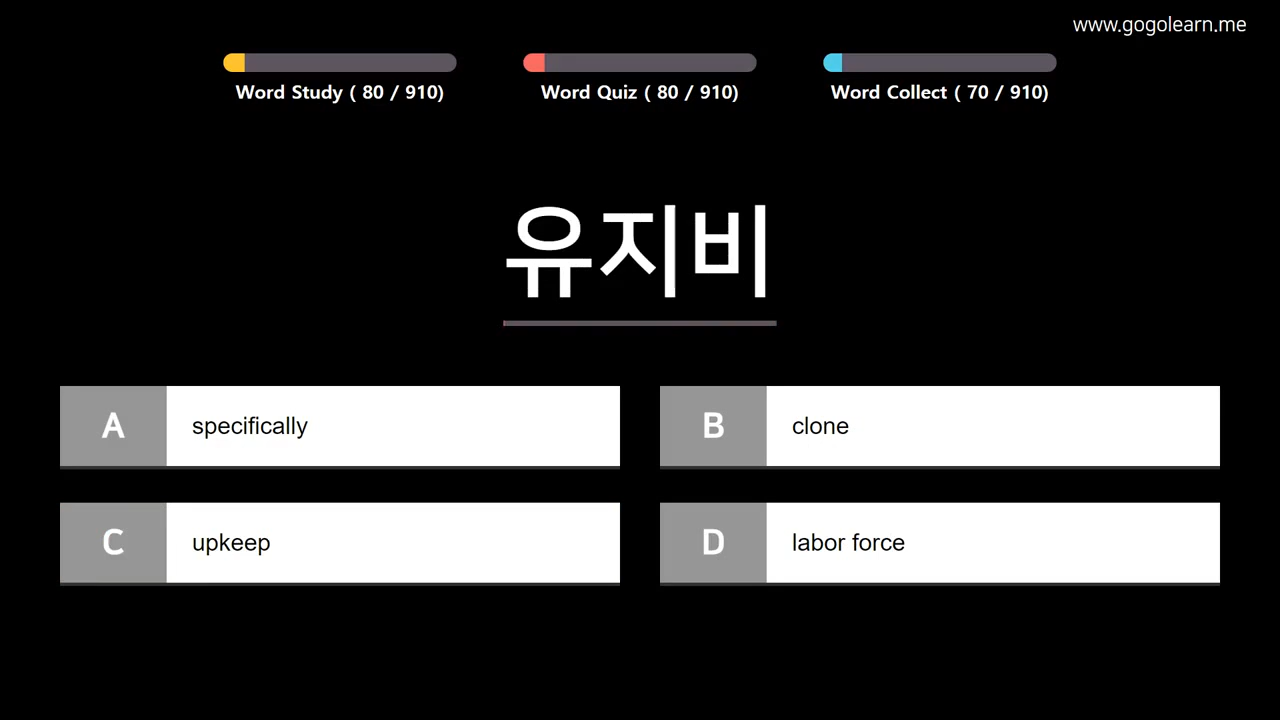 www.gogolearn.me
Word Study ( 80 / 910)
Word Quiz ( 80 / 910)
Word Collect ( 70 / 910)
유지비
A specifically
B clone
C upkeep
D labor force